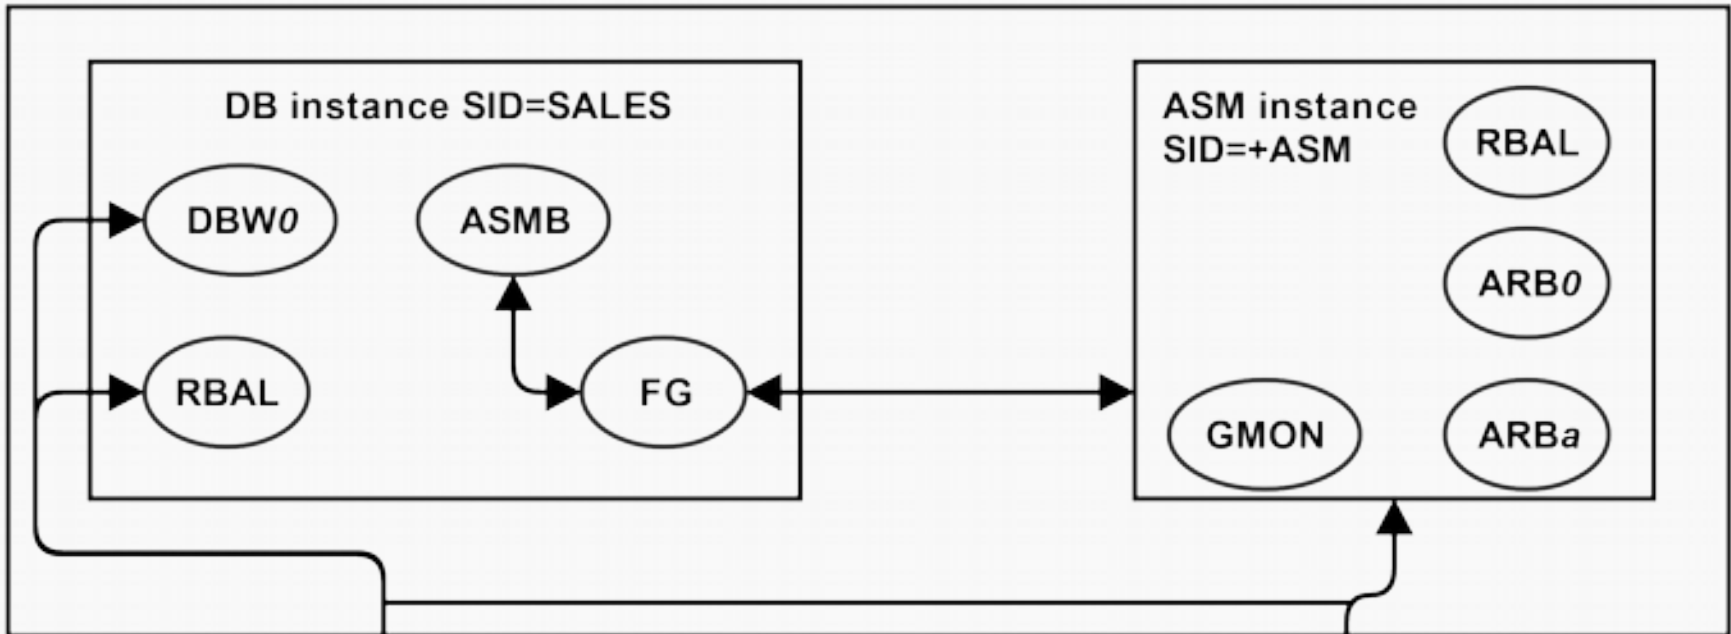 DB instance SID=SALES
DBW0
ASMB
RBAL
FG
ASM instance
SID=+ASM
RBAL
ARB0
GMON
ARBa